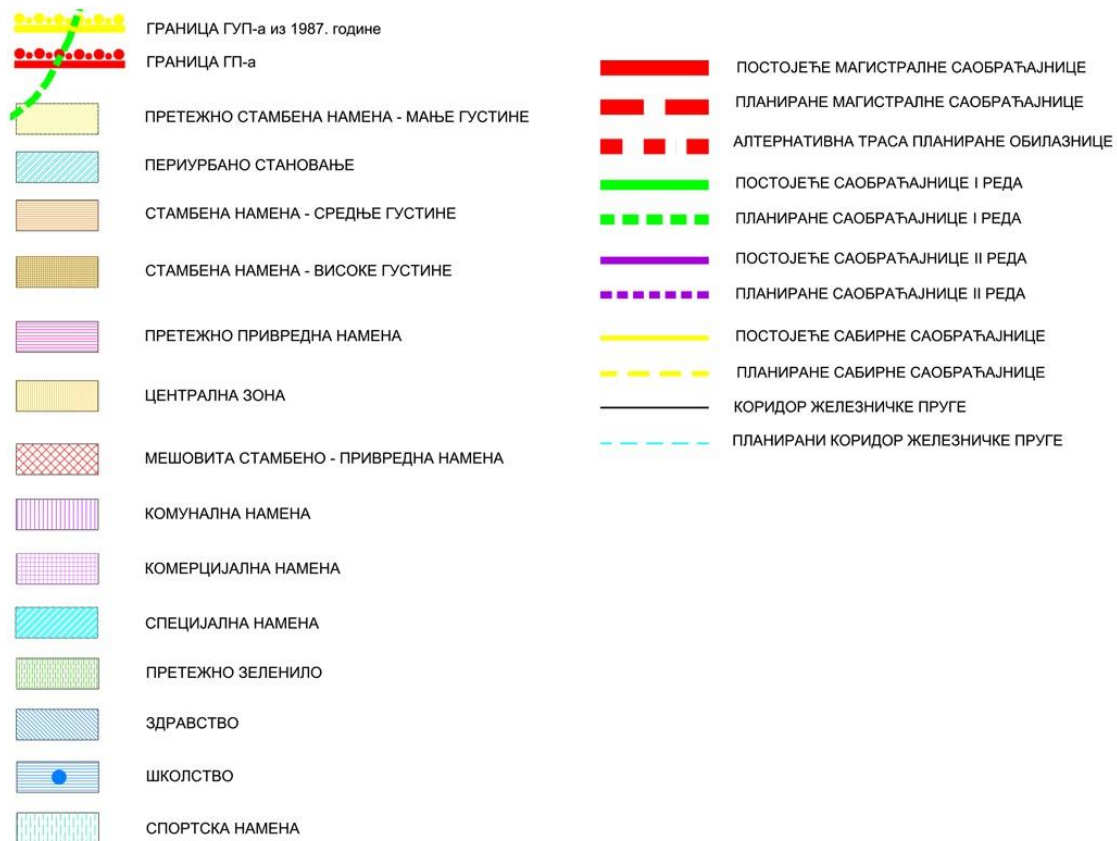 ГРАНИЦА ГУП-а из 1987. године
ГРАНИЦА ГП-а
ПРЕТЕЖНО СТАМБЕНА НАМЕНА - МАЊЕ ГУСТИНЕ
ПЕРИУРБАНО СТАНОВАЊЕ
СТАМБЕНА НАМЕНА - СРЕДЊЕ ГУСТИНЕ
СТАМБЕНА НАМЕНА - ВИСОКЕ ГУСТИНЕ
ПРЕТЕЖНО ПРИВРЕДНА НАМЕНА
ЦЕНТРАЛНА ЗОНА
МЕШОВИТА СТАМБЕНО - ПРИВРЕДНА НАМЕНА
КОМУНАЛНА НАМЕНА
КОМЕРЦИЈАЛНА НАМЕНА
СПЕЦИЈАЛНА НАМЕНА
ПРЕТЕЖНО ЗЕЛЕНИЛО
ЗДРАВСТВО
ШКОЛСТВО
СПОРТСКА НАМЕНА
ПОСТОЈЕЋЕ МАГИСТРАЛНЕ САОБРАЋАЈНИЦЕ
ПЛАНИРАНЕ МАГИСТРАЛНЕ САОБРАЋАЈНИЦЕ
АЛТЕРНАТИВНА ТРАСА ПЛАНИРАНЕ ОБИЛАЗНИЦЕ
ПОСТОЈЕЋЕ САОБРАЋАЈНИЦЕ I РЕДА
ПЛАНИРАНЕ САОБРАЋАЈНИЦЕ I РЕДА
ПОСТОЈЕЋЕ САОБРАЋАЈНИЦЕ II РЕДА
ПЛАНИРАНЕ САОБРАЋАЈНИЦЕ II РЕДА
ПОСТОЈЕЋЕ САБИРНЕ САОБРАЋАЈНИЦЕ
ПЛАНИРАНЕ САБИРНЕ САОБРАЋАЈНИЦЕ
КОРИДОР ЖЕЛЕЗНИЧКЕ ПРУГЕ
ПЛАНИРАНИ КОРИДОР ЖЕЛЕЗНИЧКЕ ПРУГЕ